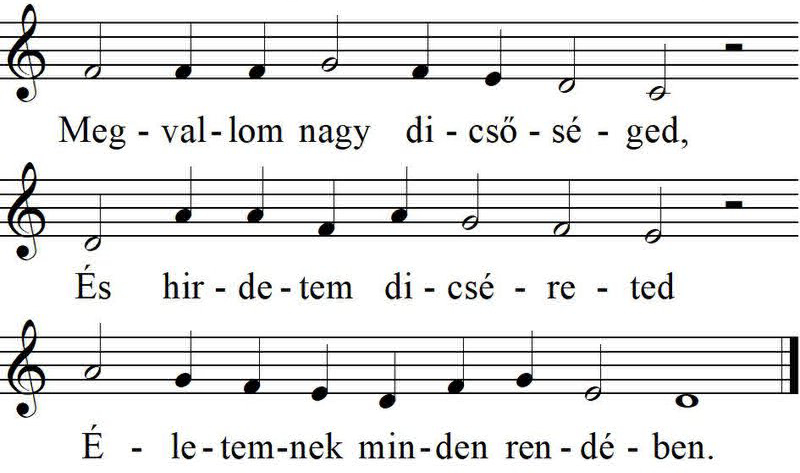 Meg - val - lom nagy di - cső - sé - ged,
És hir - de - tem di - csé - re - ted
É - le - tem-nek min - den ren - dé - ben.